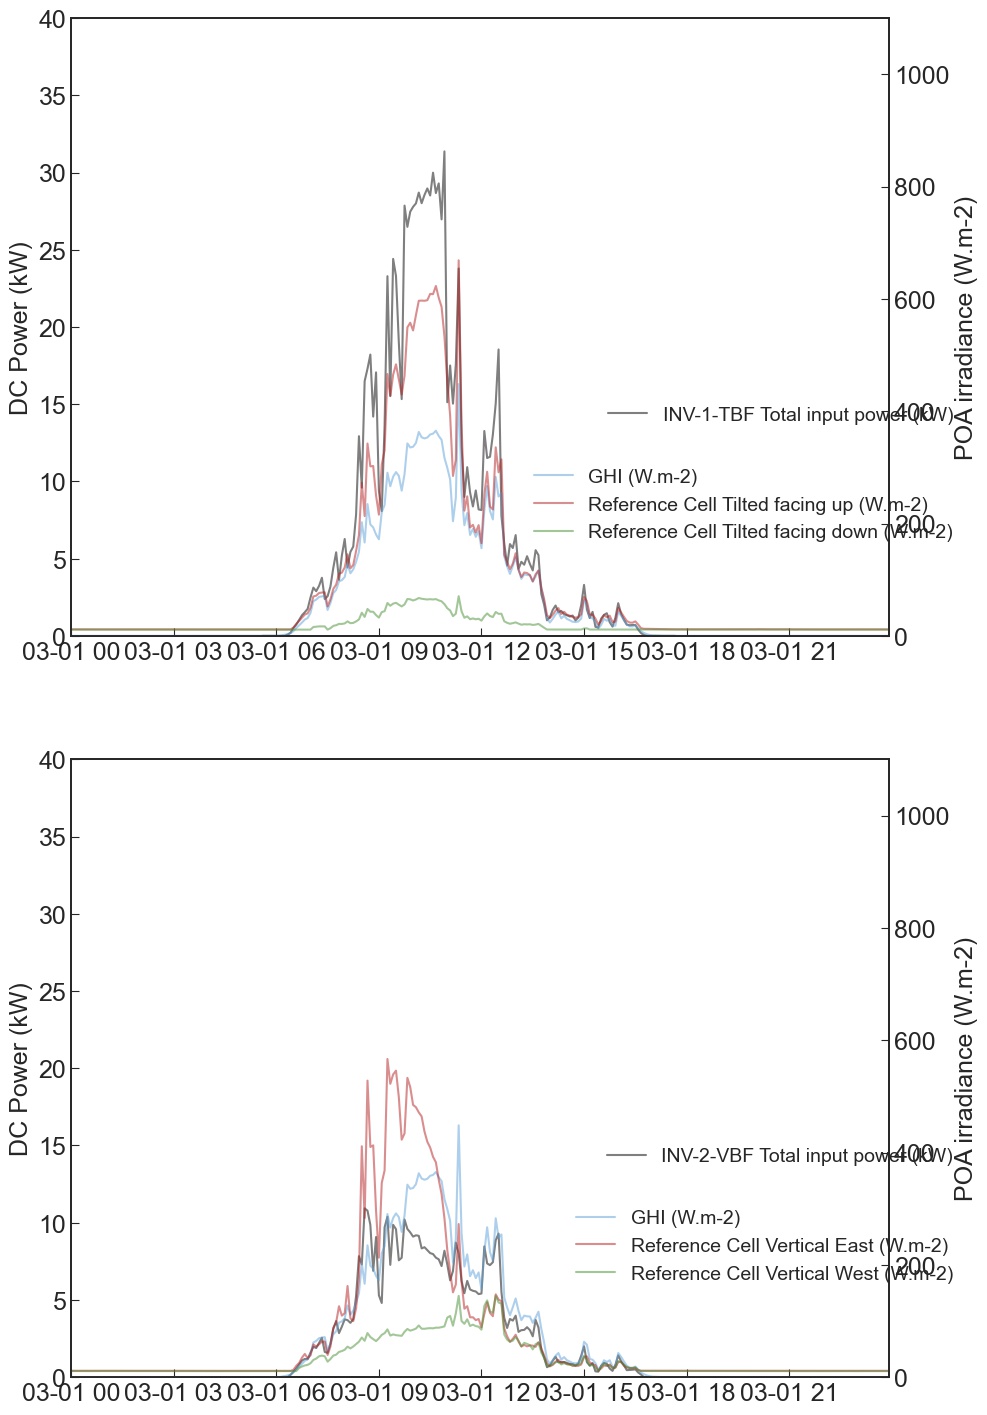 40
35
30
25
20
15
10
5
0
DC Power (kW)
1000
800
600
400
200
0
POA irradiance (W.m-2)
INV-1-TBF Total input power (kW)
GHI (W.m-2)
Reference Cell Tilted facing up (W.m-2)
Reference Cell Tilted facing down (W.m-2)
03-01 00 03-01 03 03-01 06 03-01 09 03-01 12 03-01 15 03-01 18 03-01 21
40
35
30
25
20
15
10
5
0
DC Power (kW)
1000
800
600
400
200
0
POA irradiance (W.m-2)
INV-2-VBF Total input power (kW)
GHI (W.m-2)
Reference Cell Vertical East (W.m-2)
Reference Cell Vertical West (W.m-2)
03-01 00 03-01 03 03-01 06 03-01 09 03-01 12 03-01 15 03-01 18 03-01 21